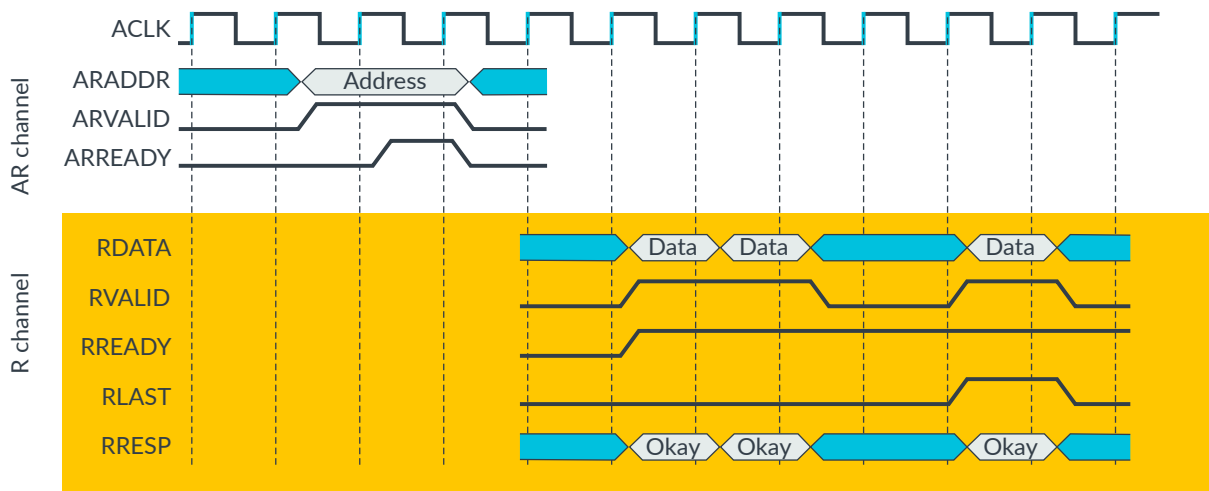 ACLK
AR channel
ARADDR
Address
ARVALID
ARREADY
R channel
RDATA
Data Data Data
RVALID
RREADY
RLAST
RRESP
Okay Okay Okay